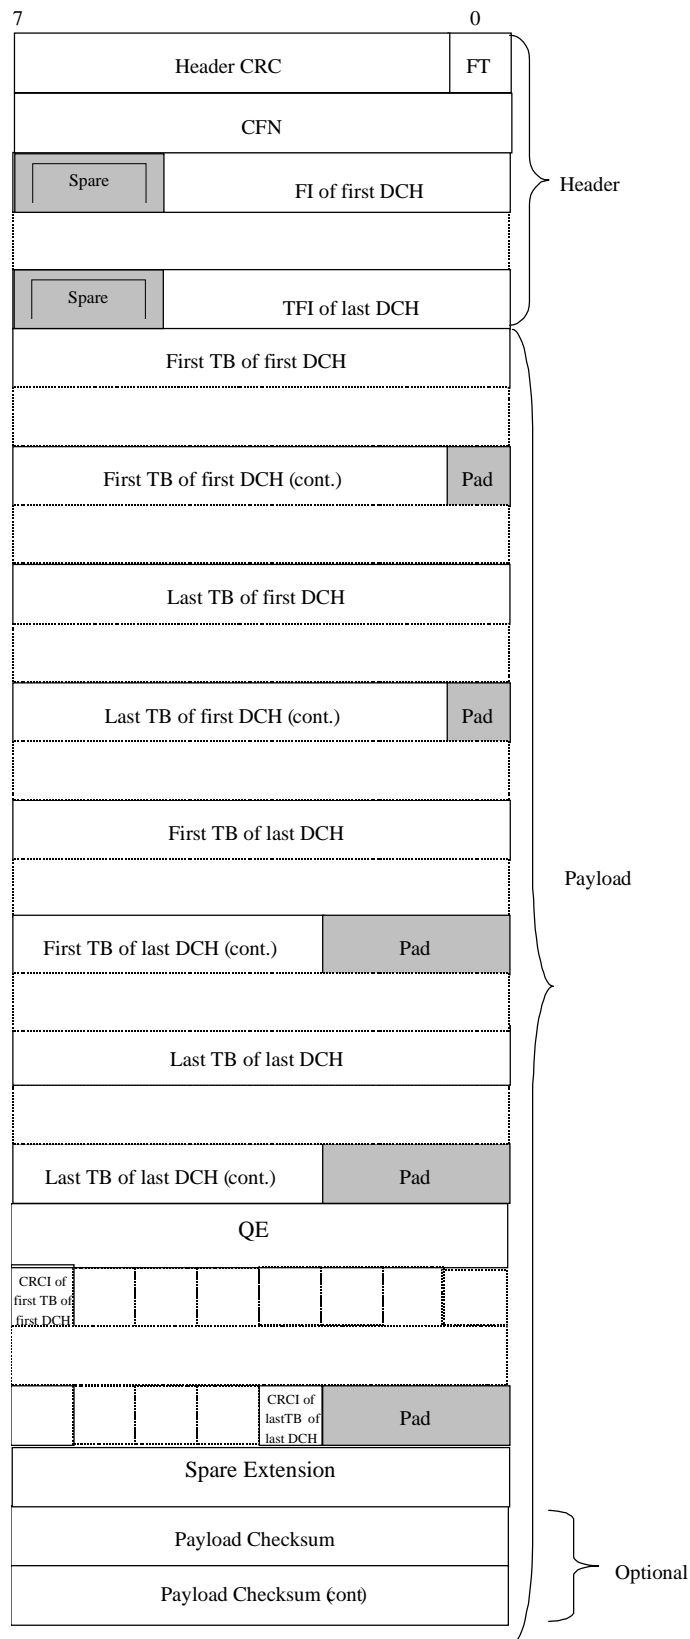 7 0
Header CRC FT
CFN
Spare FI of first DCH
Header
Spare TFI of last DCH
First TB of first DCH
First TB of first DCH (cont.) Pad
Last TB of first DCH
Last TB of first DCH (cont.) Pad
First TB of last DCH
Payload
First TB of last DCH (cont.) Pad
Last TB of last DCH
Last TB of last DCH (cont.) Pad
QE
CRCI of
first TB of
first DCH
CRCI of
lastTB of
last DCH
Pad
Spare Extension
Payload Checksum
Optional
Payload Checksum (cont)